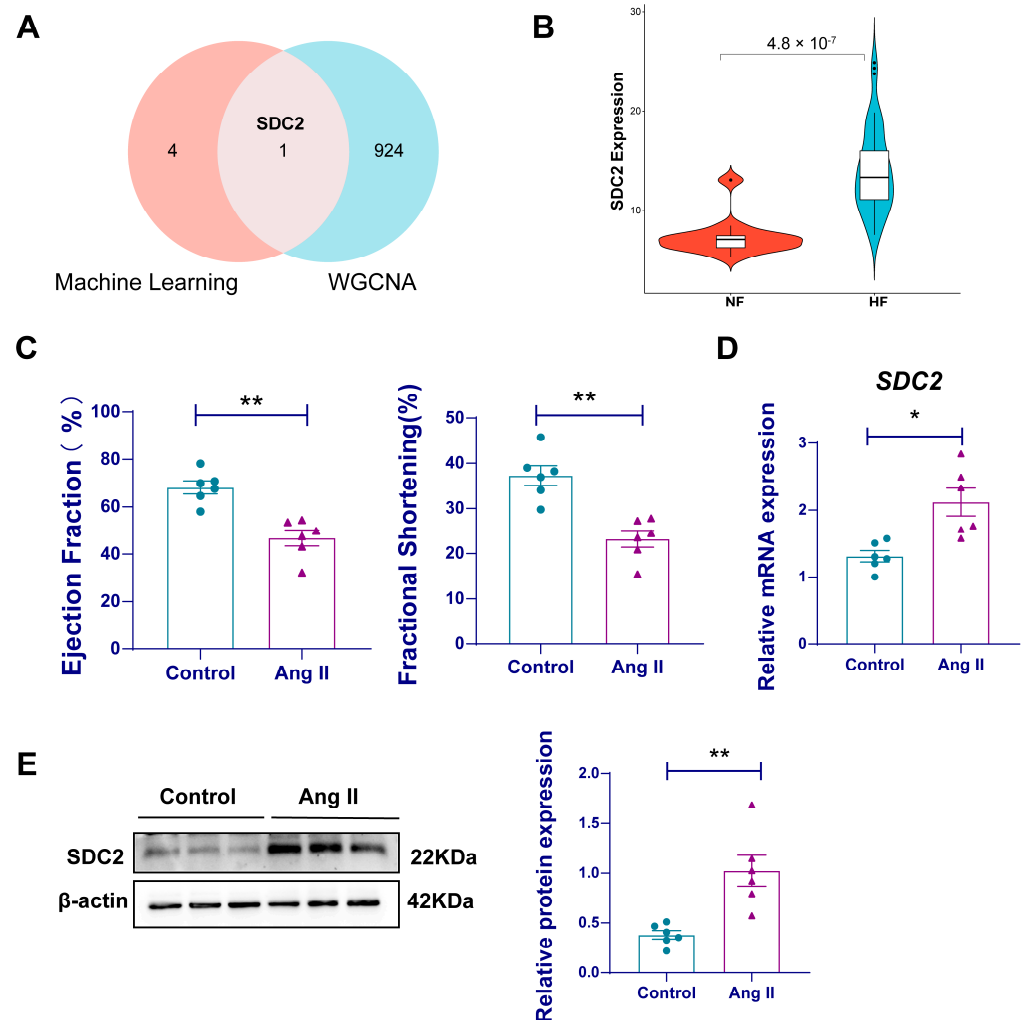 A
SDC2
4
1
924
Machine Learning
WGCNA
B
4.8 × 10-7
SDC2 Expression
30
20
10
NF
HF
C
Ejection Fraction ( % )
100
80
60
40
20
0
**
Control
Ang II
Fractional Shortening(%)
50
40
30
20
10
0
**
Control
Ang II
D
SDC2
Relative mRNA expression
3
2
1
0
*
Control
Ang II
E
Control
Ang II
SDC2
22KDa
β-actin
42KDa
Relative protein expression
2.0
1.5
1.0
0.5
0.0
**
Control
Ang II